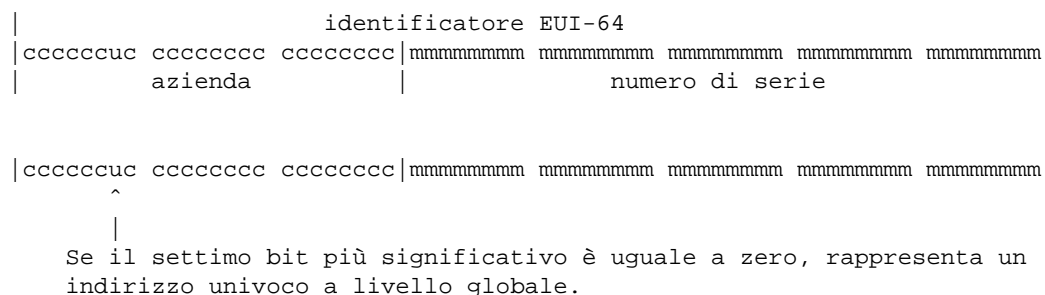 | identificatore EUI-64
|ccccccuc cccccccc cccccccc|mmmmmmmm mmmmmmmm mmmmmmmm mmmmmmmm mmmmmmmm
| azienda | numero di serie
|ccccccuc cccccccc cccccccc|mmmmmmmm mmmmmmmm mmmmmmmm mmmmmmmm mmmmmmmm
^
|
Se il settimo bit più significativo è uguale a zero, rappresenta un
indirizzo univoco a livello globale.